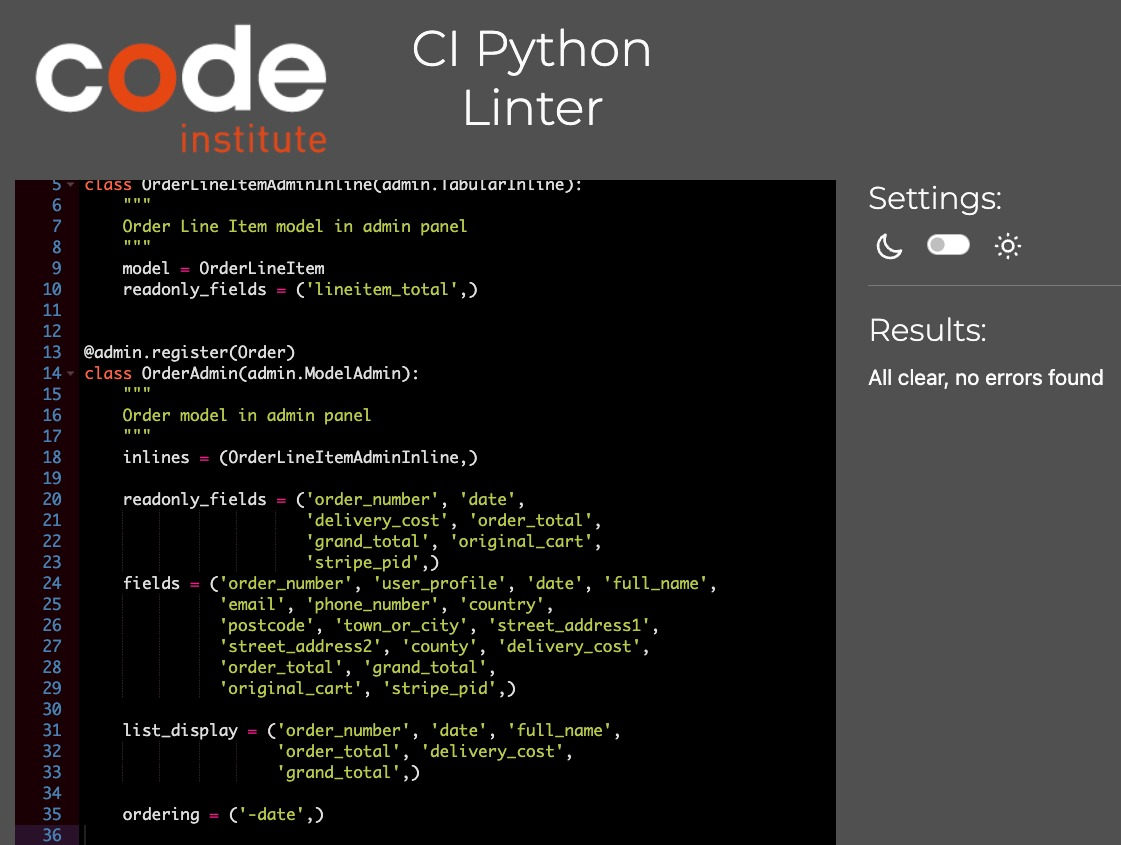 code
institute
CI Python
Linter
5 class OrderLineItemAdminInline(admin.TabularInline):
6 """
7 Order Line Item model in admin panel
8 """
9 model = OrderLineItem
10 readonly_fields = ('lineitem_total',)
11
12
13 @admin.register(Order)
14 class OrderAdmin(admin.ModelAdmin):
15 """
16 Order model in admin panel
17 """
18 inlines = (OrderLineItemAdminInline,)
19
20 readonly_fields = ('order_number', 'date',
21 'delivery_cost', 'order_total',
22 'grand_total', 'original_cart',
23 'stripe_pid',)
24 fields = ('order_number', 'user_profile', 'date', 'full_name',
25 'email', 'phone_number', 'country',
26 'postcode', 'town_or_city', 'street_address1',
27 'street_address2', 'county', 'delivery_cost',
28 'order_total', 'grand_total',
29 'original_cart', 'stripe_pid',)
30
31 list_display = ('order_number', 'date', 'full_name',
32 'order_total', 'delivery_cost',
33 'grand_total',)
34
35 ordering = ('-date',)
36
Settings:
Results:
All clear, no errors found